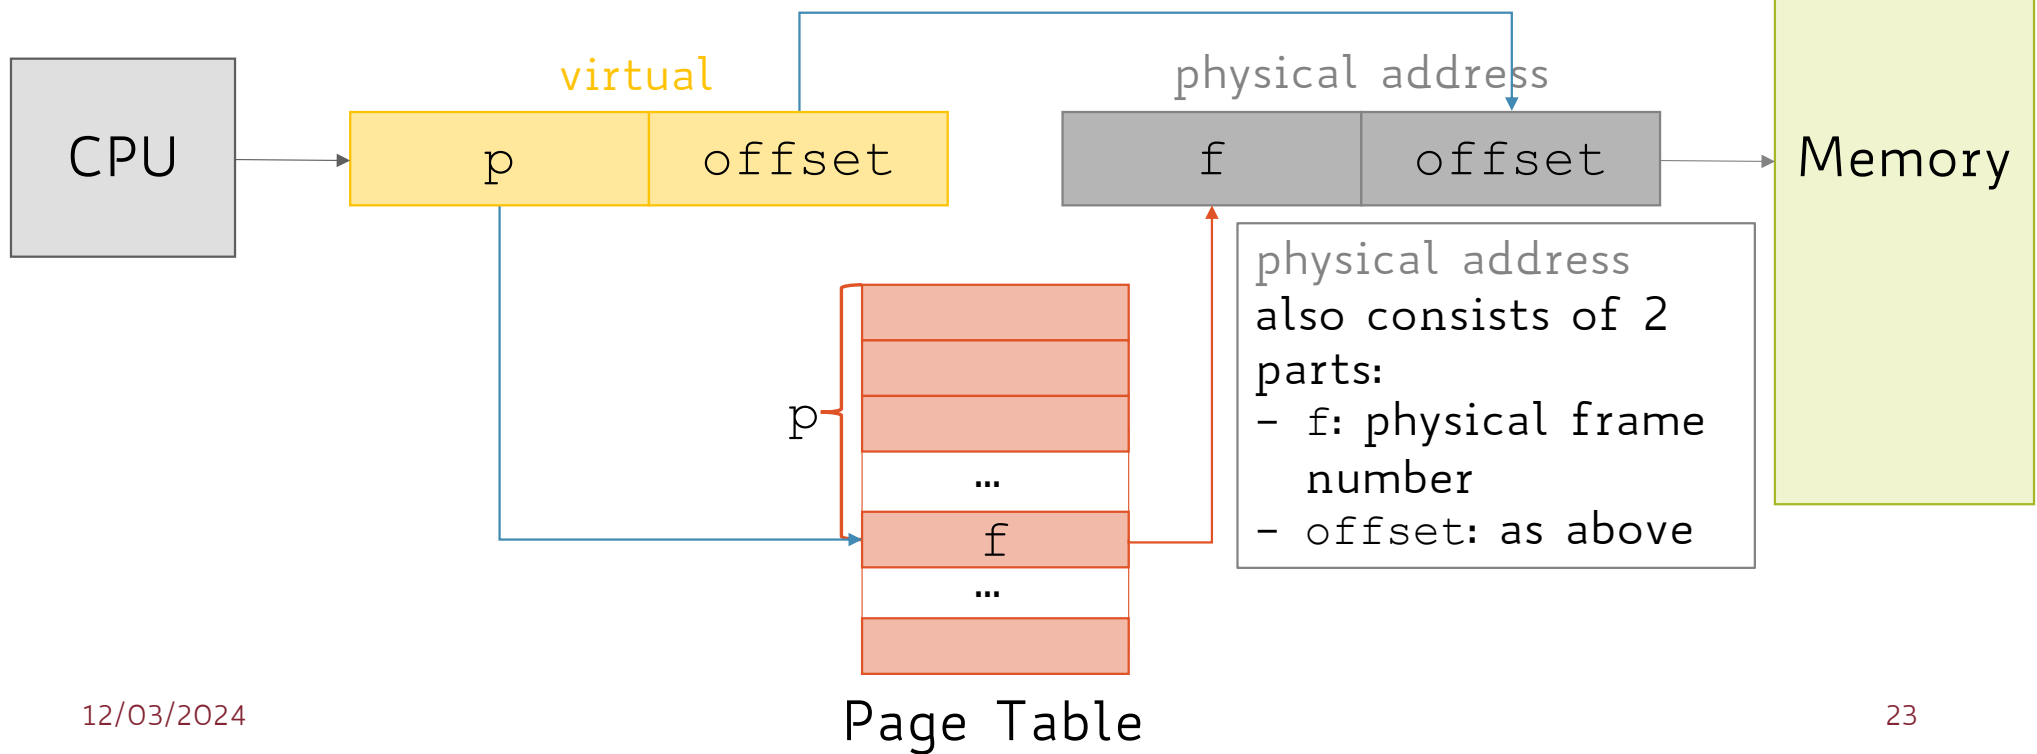 virtual
physical address
CPU
p
offset
f
offset
Memory
physical address
also consists of 2
parts:
- f: physical frame
number
- offset: as above
p
…
f
…
Page Table
12/03/2024
23